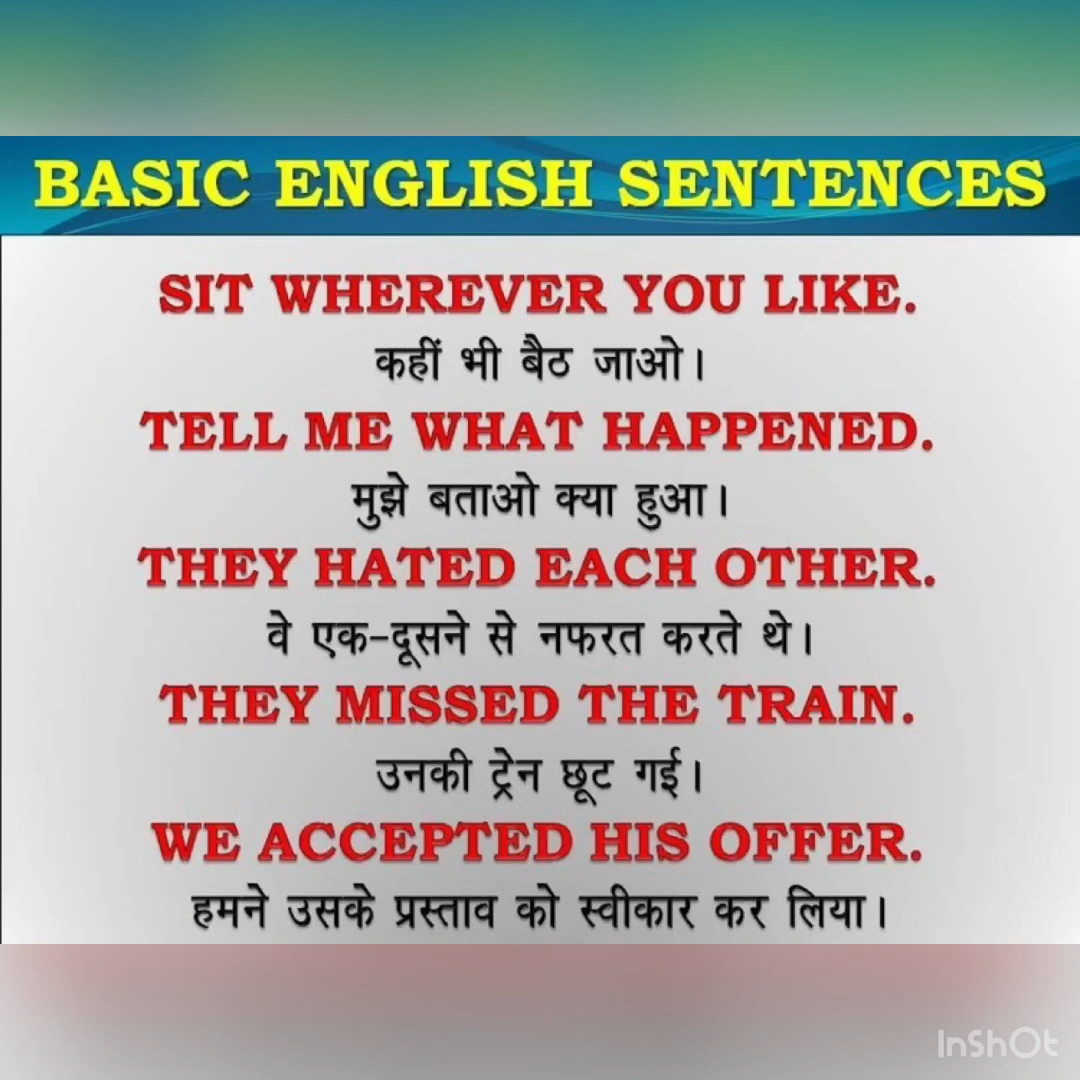 BASIC ENGLISH SENTENCES
SIT WHEREVER YOU LIKE.
कहीं भी बैठ जाओ।
TELL ME WHAT HAPPENED.
मुझे बताओ क्या हुआ।
THEY HATED EACH OTHER.
वे एक-दूसने से नफरत करते थे।
THEY MISSED THE TRAIN.
उनकी ट्रेन छूट गई।
WE ACCEPTED HIS OFFER.
हमने उसके प्रस्ताव को स्वीकार कर लिया।
InShOt